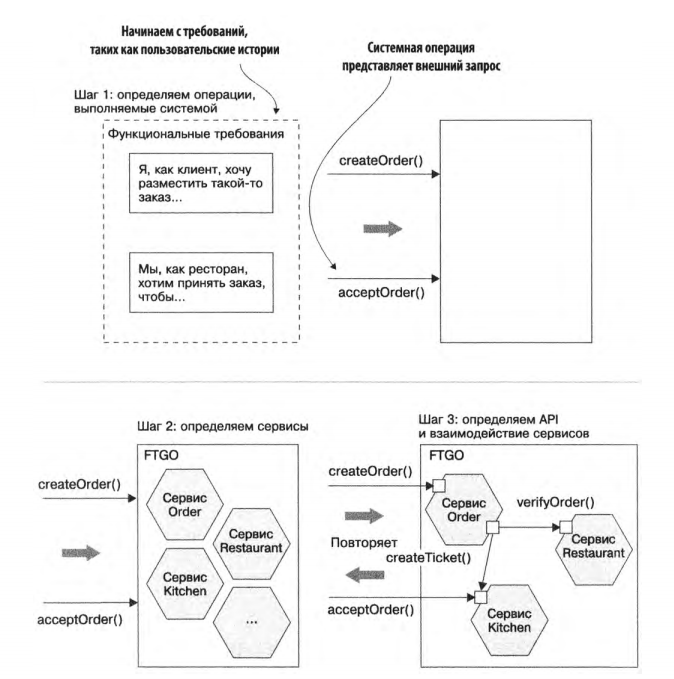 Начинаем с требований,
таких как пользовательские истории
Системная операция
представляет внешний запрос
Шаг 1: определяем операции,
выполняемые системой
Функциональные требования
Я, как клиент, хочу
разместить такой-то
заказ...
Мы, как ресторан,
хотим принять заказ,
чтобы...
createOrder()
acceptOrder()
Шаг 2: определяем сервисы
FTGO
createOrder()
acceptOrder()
Сервис
Order
Сервис
Restaurant
Сервис
Kitchen
...
Шаг 3: определяем API
и взаимодействие сервисов
FTGO
createOrder()
Повторяет
acceptOrder()
Сервис
Order
verifyOrder()
Сервис
Restaurant
createTicket()
Сервис
Kitchen